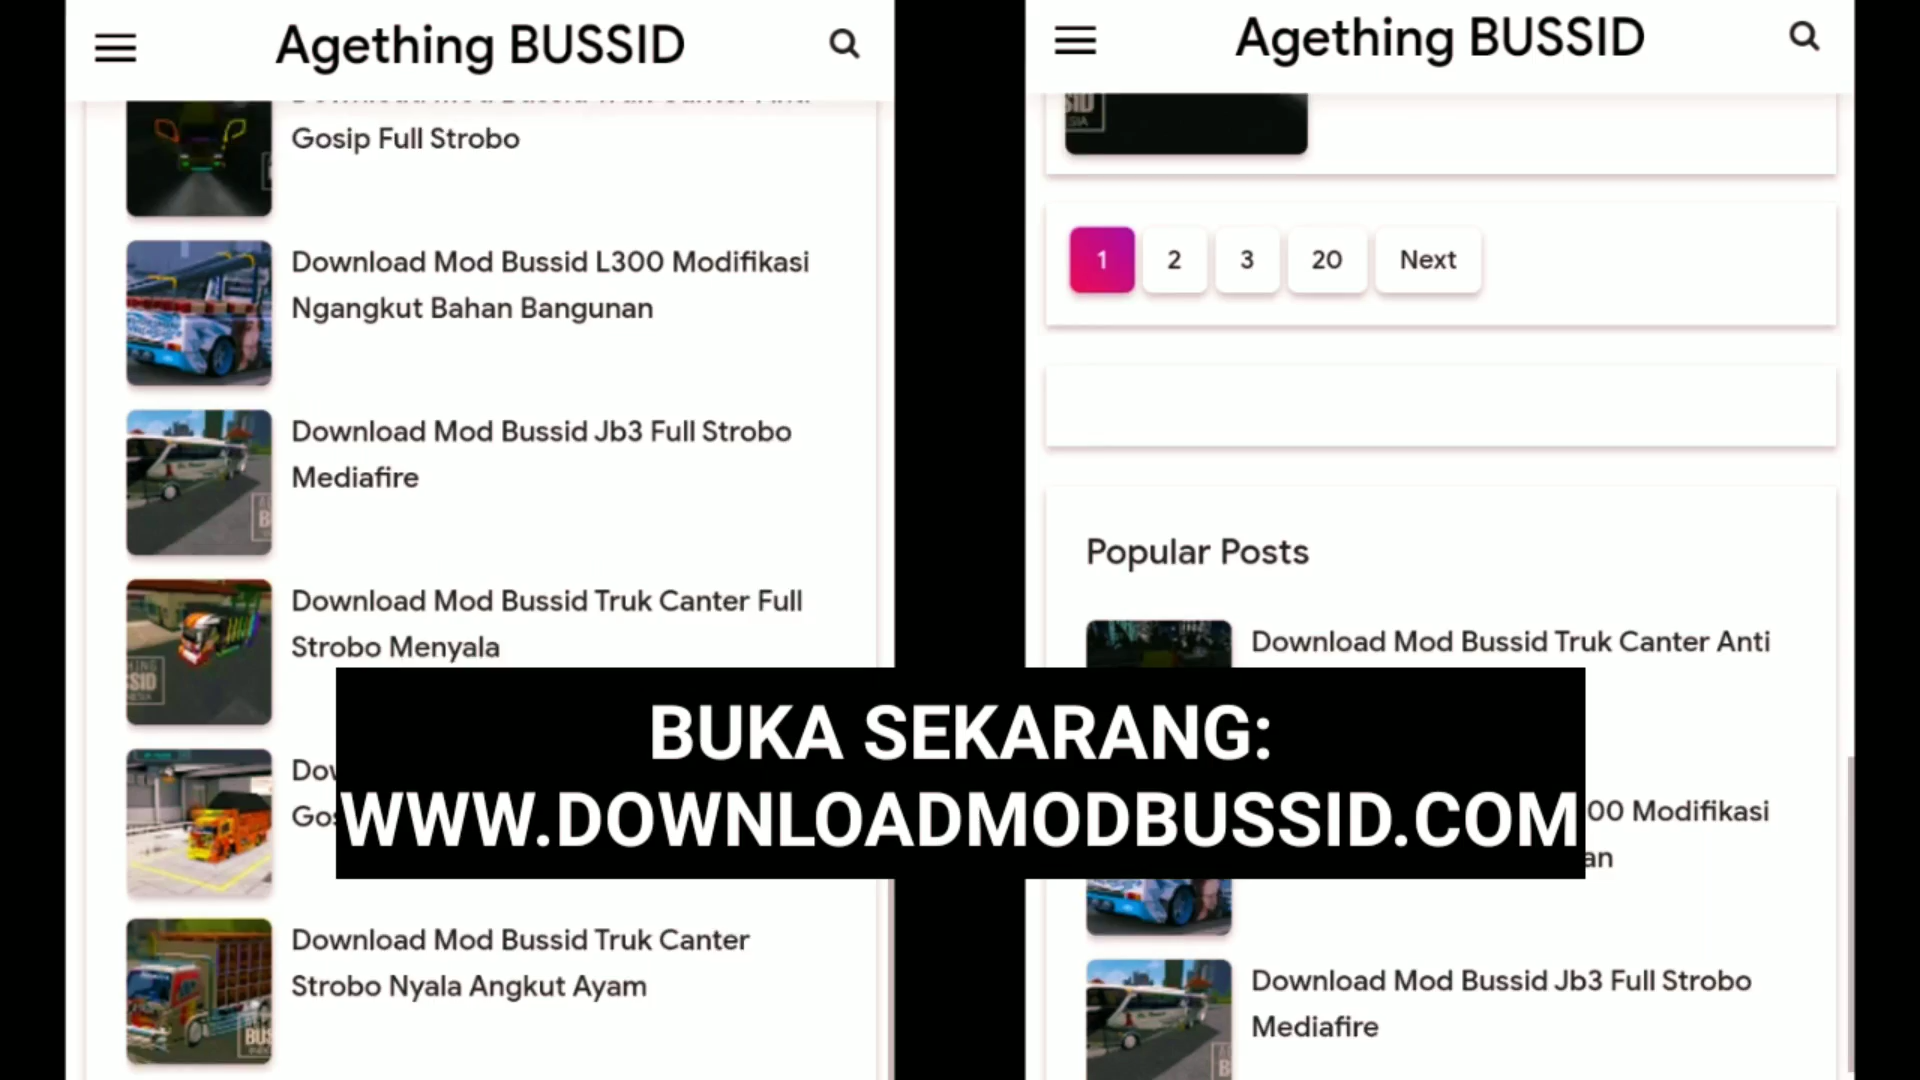 Agething BUSSID
Gosip Full Strobo
Download Mod Bussid L300 Modifikasi
Ngangkut Bahan Bangunan
Download Mod Bussid Jb3 Full Strobo
Mediafire
Download Mod Bussid Truk Canter Full
Strobo Menyala
Download Mod Bussid Truk Canter
Strobo Nyala Angkut Ayam
Agething BUSSID
1 2 3 20 Next
Popular Posts
Download Mod Bussid Truk Canter Anti
00 Modifikasi
an
Download Mod Bussid Jb3 Full Strobo
Mediafire
BUKA SEKARANG:
WWW.DOWNLOADMODBUSSID.COM